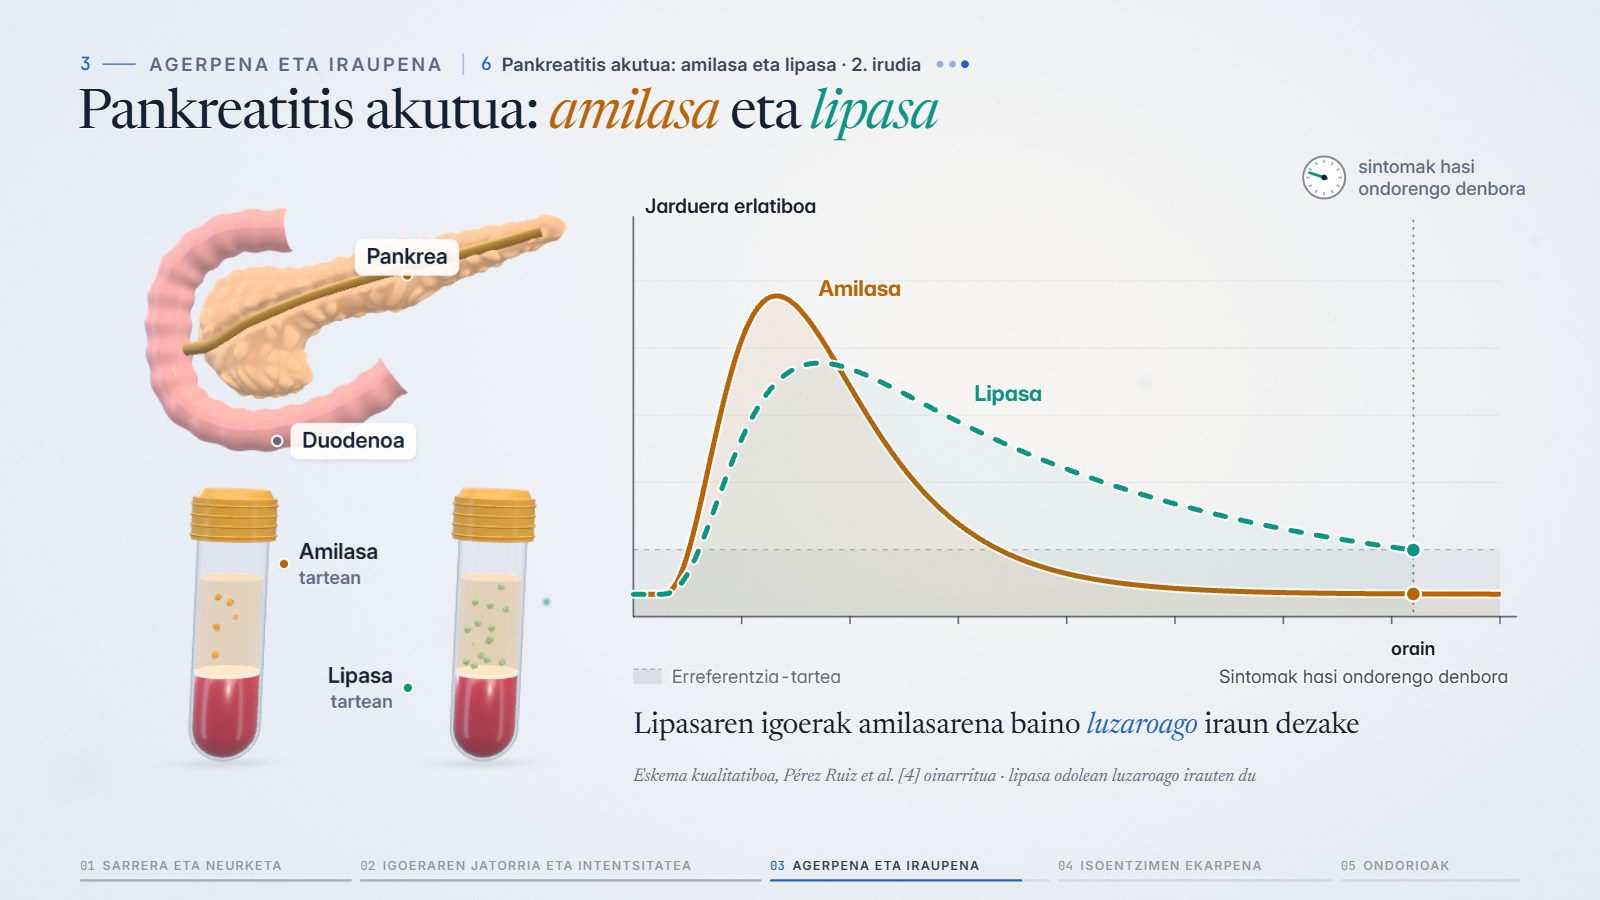 3 — AGERPENA ETA IRAUPENA | 6 Pankreatitis akutua: amilasa eta lipasa · 2. irudia
Pankreatitis akutua: amilasa eta lipasa
sintomak hasi
ondorengo denbora
Jarduera erlatiboa
Pankrea
Amilasa
Lipasa
Duodenoa
Amilasa
tartean
Lipasa
tartean
orain
Erreferentzia-tartea
Sintomak hasi ondorengo denbora
Lipasaren igoerak amilasarena baino luzaroago iraun dezake
Eskema kualitatiboa, Pérez Ruiz et al. [4] oinarritua · lipasa odolean luzaroago irauten du
01 SARRERA ETA NEURKETA
02 IGOERAREN JATORRIA ETA INTENTSITATEA
03 AGERPENA ETA IRAUPENA
04 ISOENTZIMEN EKARPENA
05 ONDORIOAK